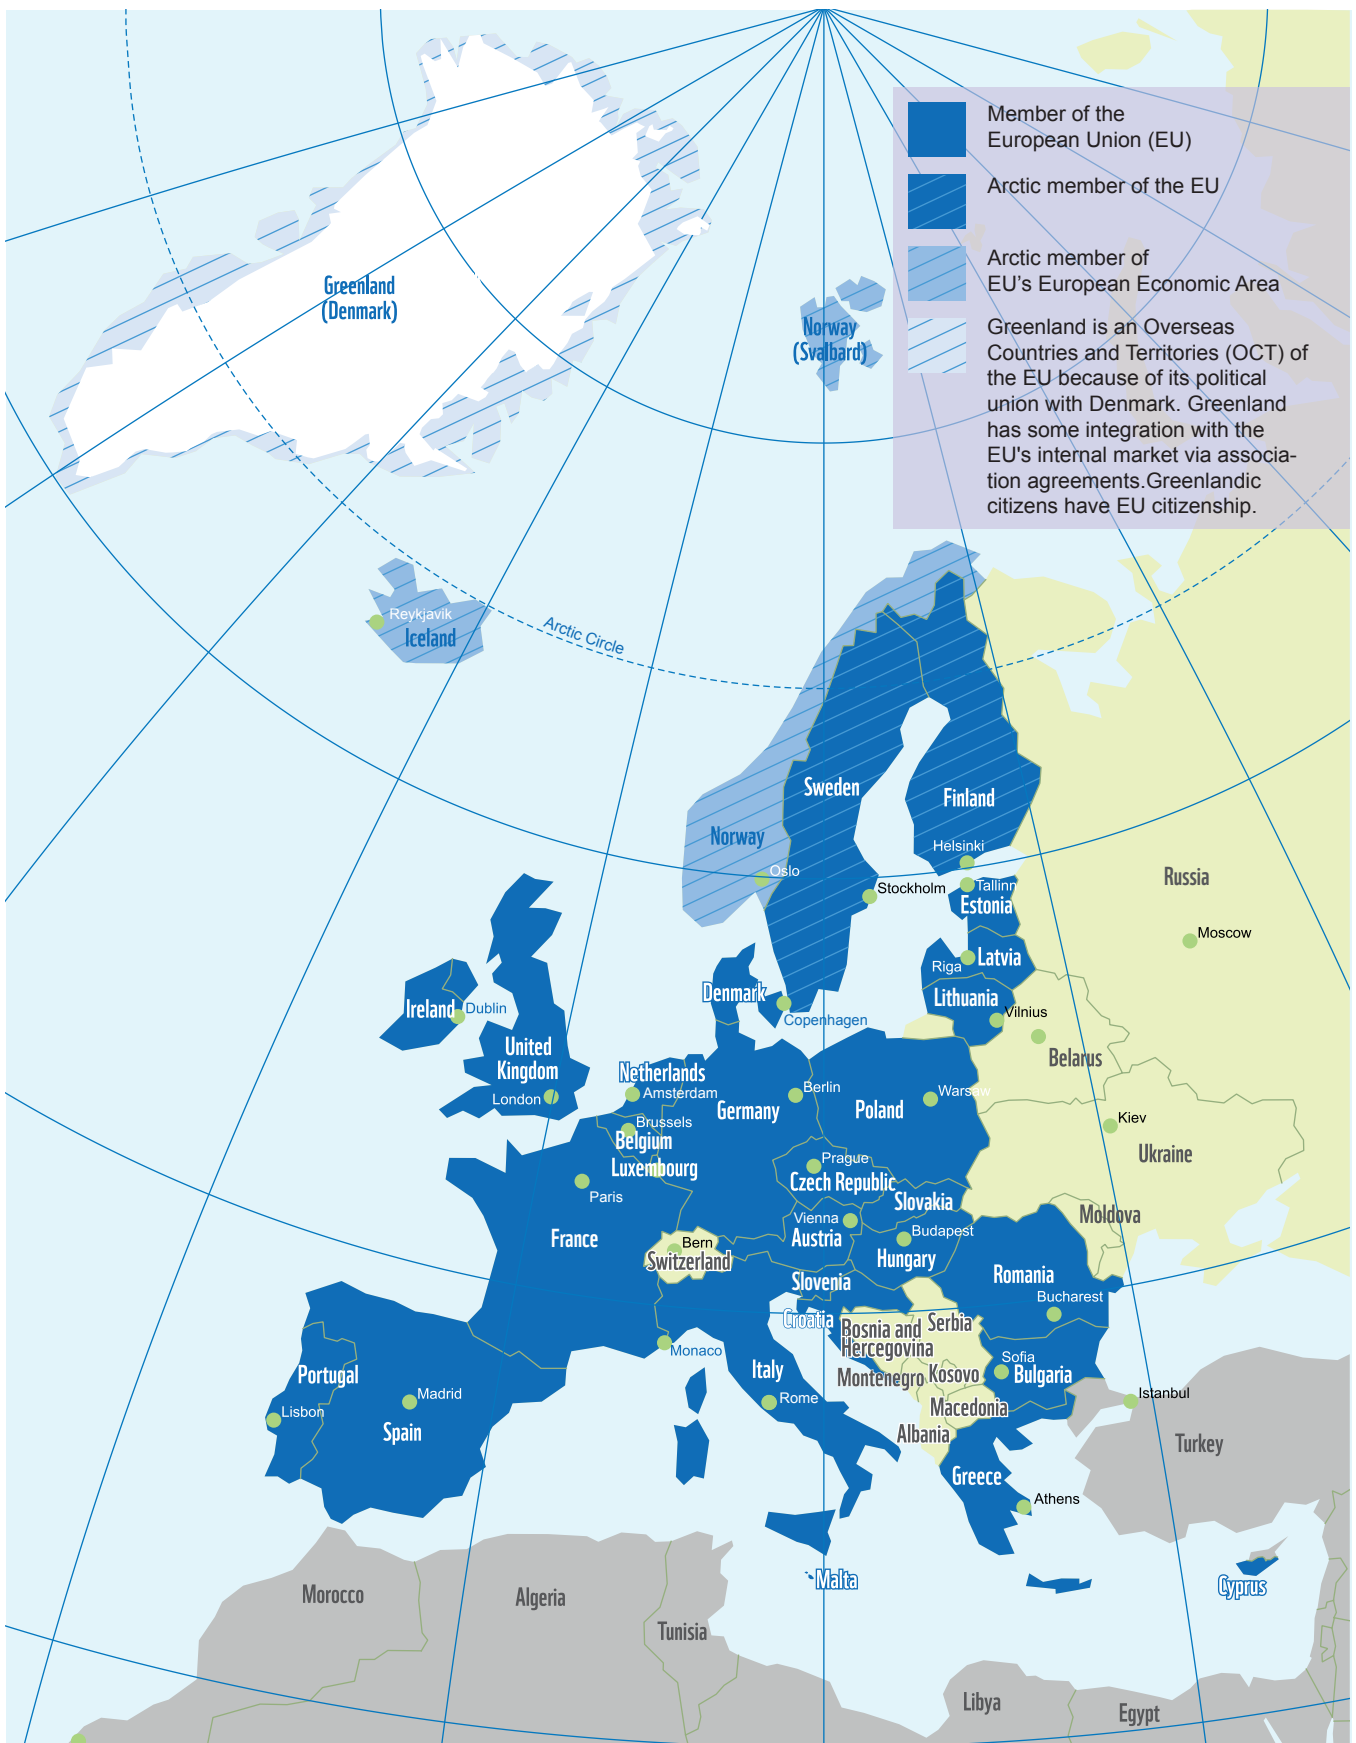 Member of the
European Union (EU)
Arctic member of the EU
Arctic member of
EU's European Economic Area
Greenland is an Overseas
Countries and Territories (OCT) of
the EU because of its political
union with Denmark. Greenland
has some integration with the
EU's internal market via associa-
tion agreements.Greenlandic
citizens have EU citizenship.
Greenland
(Denmark)
Norway
(Svalbard)
Reykjavik
Iceland
Arctic Circle
Sweden
Finland
Norway
Helsinki
Oslo
Stockholm
Tallinn
Estonia
Russia
Moscow
Riga
Latvia
Denmark
Lithuania
Ireland
Dublin
Copenhagen
Vilnius
United
Kingdom
Belarus
Netherlands
London
Amsterdam
Berlin
Germany
Warsaw
Poland
Kiev
Brussels
Belgium
Ukraine
Luxembourg
Prague
Czech Republic
Paris
Slovakia
Vienna
Moldova
France
Bern
Switzerland
Austria
Budapest
Hungary
Slovenia
Romania
Bucharest
Croatia
Bosnia and
Hercegovina
Serbia
Monaco
Sofia
Portugal
Italy
Montenegro
Kosovo
Bulgaria
Madrid
Rome
Istanbul
Lisbon
Macedonia
Spain
Albania
Turkey
Greece
Athens
Malta
Cyprus
Morocco
Algeria
Tunisia
Libya
Egypt